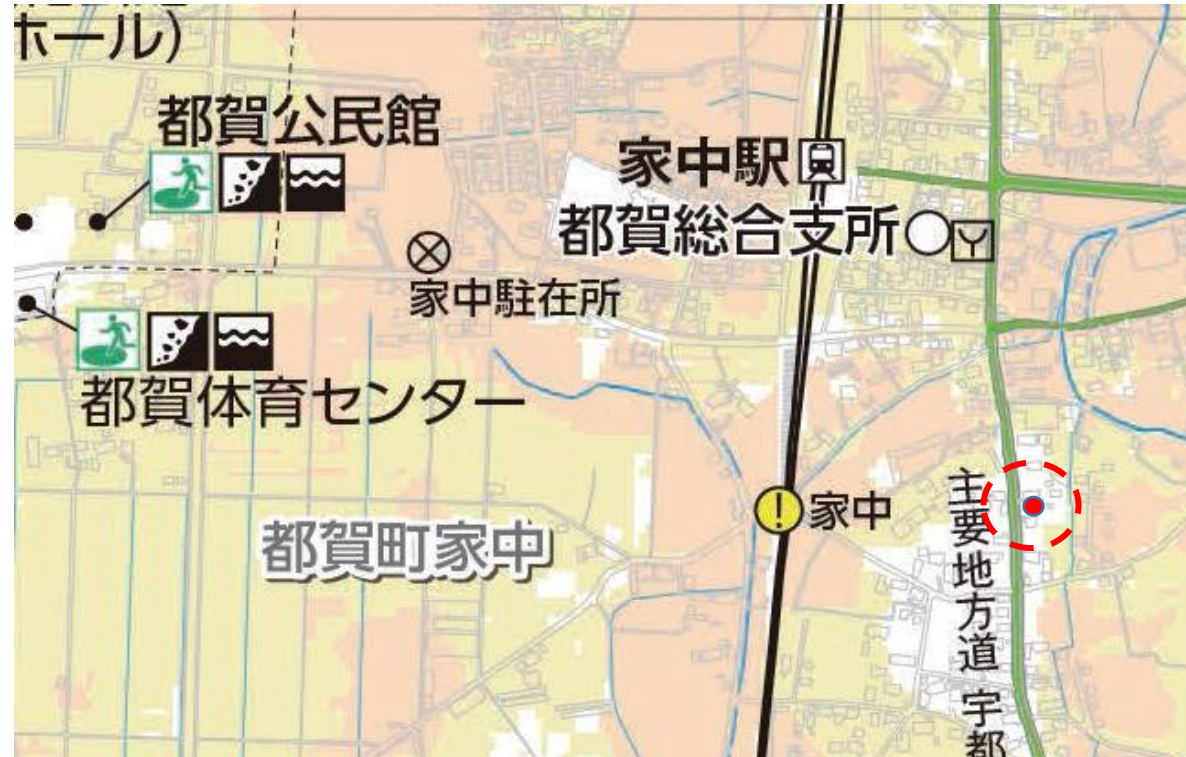 ホール)
都賀公民館
家中駅
都賀総合支所
家中駐在所
都賀体育センター
家中
都賀町家中
主要地方道 宇都